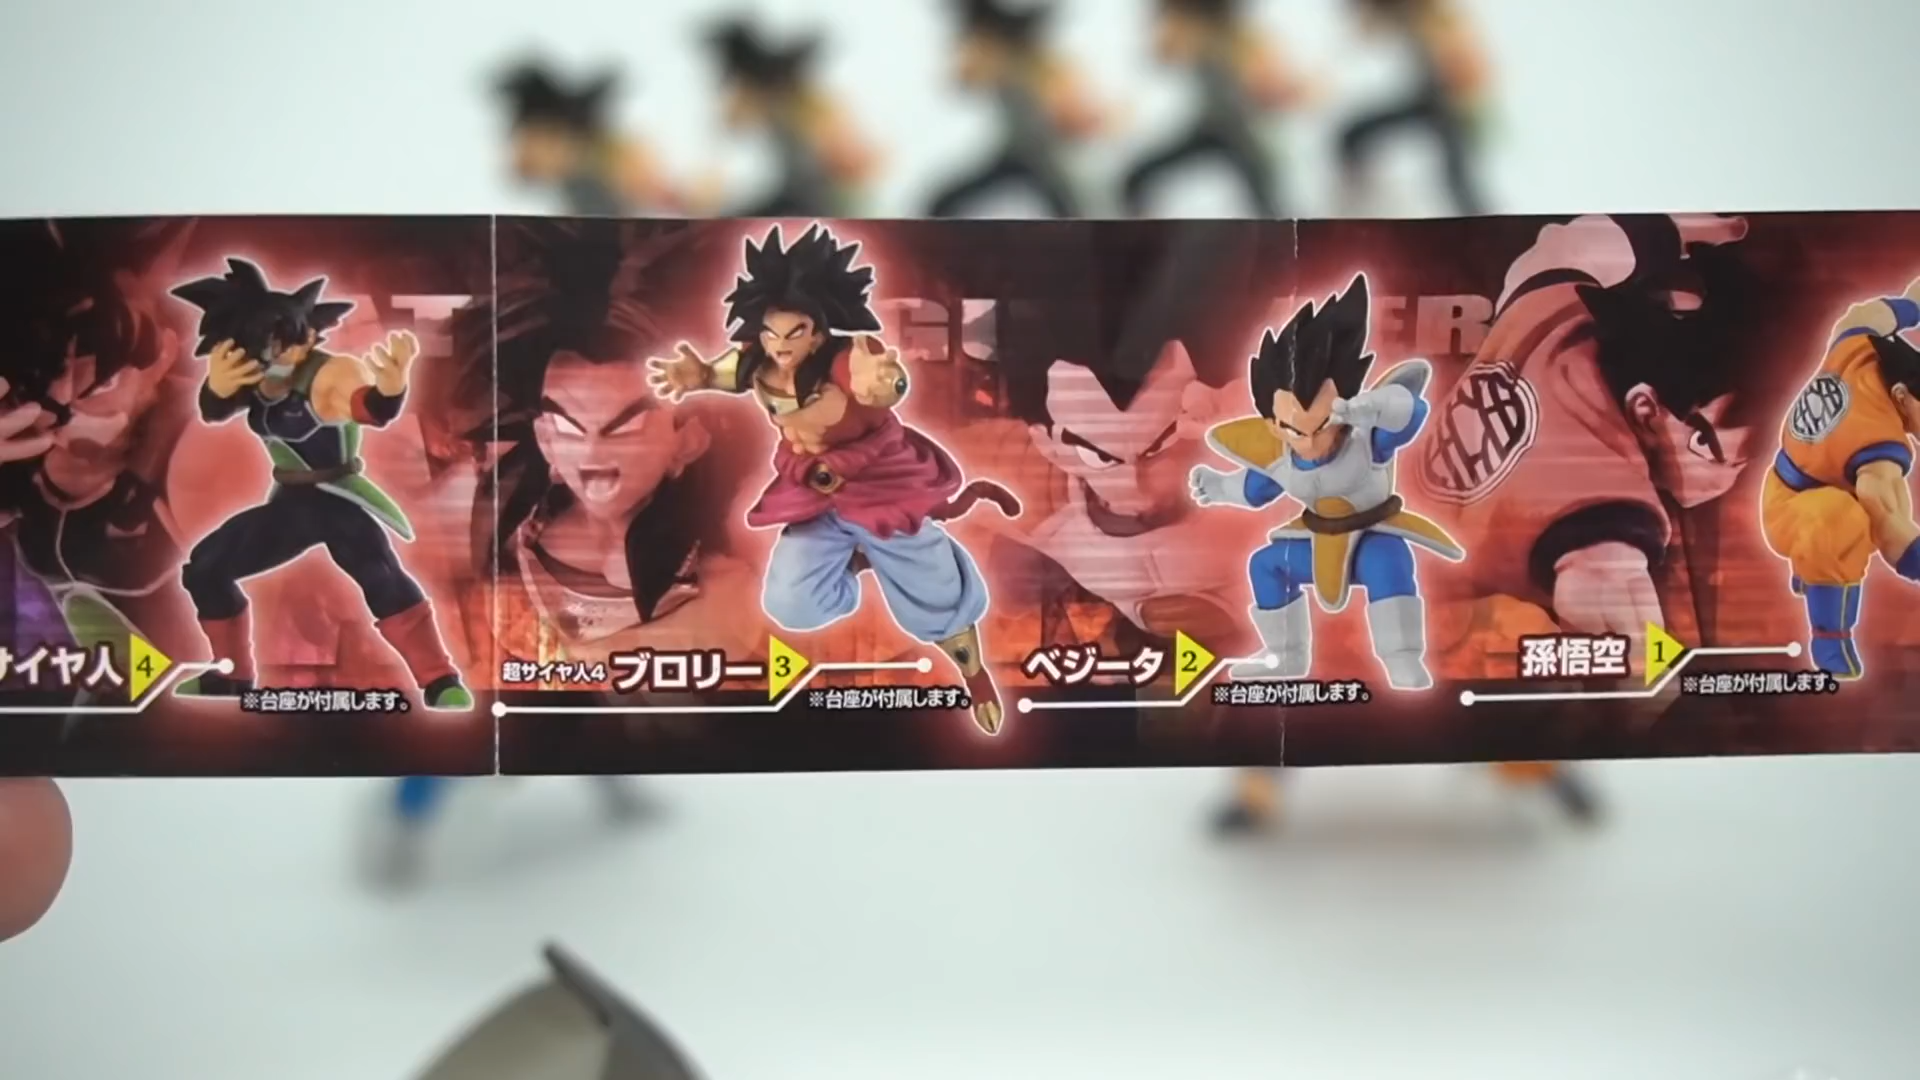 サイヤ人 4
※台座が付属します。
超サイヤ人4 ブロリー 3
※台座が付属します。
ベジータ 2
※台座が付属します。
孫悟空 1
※台座が付属します。